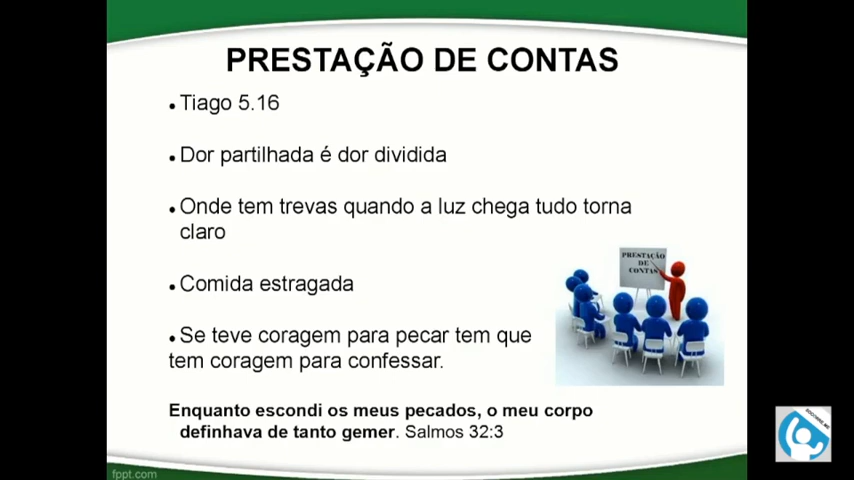 PRESTAÇÃO DE CONTAS
• Tiago 5.16
• Dor partilhada é dor dividida
• Onde tem trevas quando a luz chega tudo torna
claro
• Comida estragada
PRESTAÇÃO
DE
CONTAS
• Se teve coragem para pecar tem que
tem coragem para confessar.
Enquanto escondi os meus pecados, o meu corpo
definhava de tanto gemer. Salmos 32:3
fppt.com